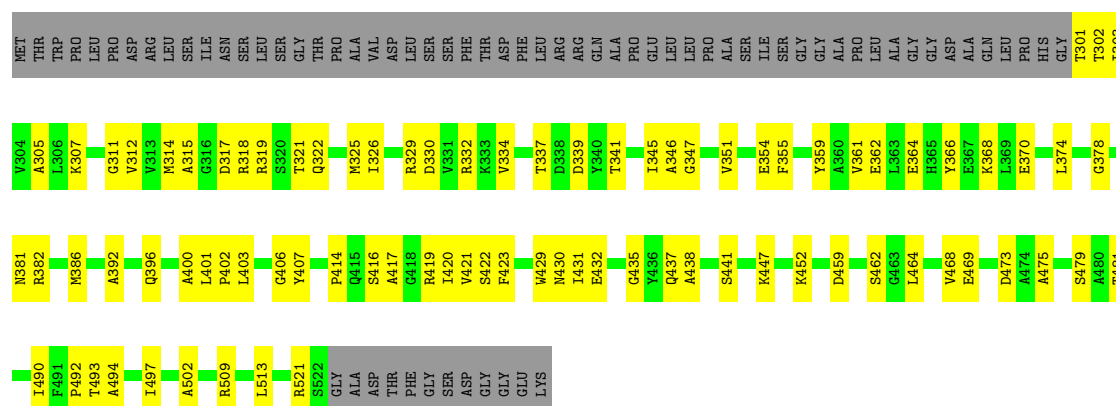 MET THR TRP PRO LEU PRO ASP ARG LEU SER ILE ASN SER LEU SER GLY THR PRO ALA VAL ASP LEU SER SER PHE THR ASP PHE LEU ARG ARG GLN ALA PRO GLU LEU LEU PRO ALA SER ILE SER GLY GLY ALA PRO LEU ALA GLY GLY ASP ALA GLN LEU PRO HIS GLY T301 T302
V304 A305 L306 K307 G311 V312 V313 M314 A315 G316 D317 R318 R319 S320 T321 Q322 M325 I326 R329 D330 V331 R332 K333 V334 T337 D338 D339 Y340 T341 I345 A346 G347 V351 E354 F355 Y359 A360 V361 E362 L363 E364 H365 Y366 E367 K368 L369 E370 L374 G378
N381 R382 M386 A392 Q396 A400 L401 P402 L403 G406 Y407 P414 Q415 S416 A417 G418 R419 I420 V421 S422 F423 W429 N430 I431 E432 G435 Y436 Q437 A438 S441 K447 K452 D459 S462 G463 L464 V468 E469 D473 A474 A475 S479 A480
I490 F491 P492 T493 A494 I497 A502 R509 L513 R521 S522 GLY ALA ASP THR PHE GLY SER ASP GLY GLY GLU LYS